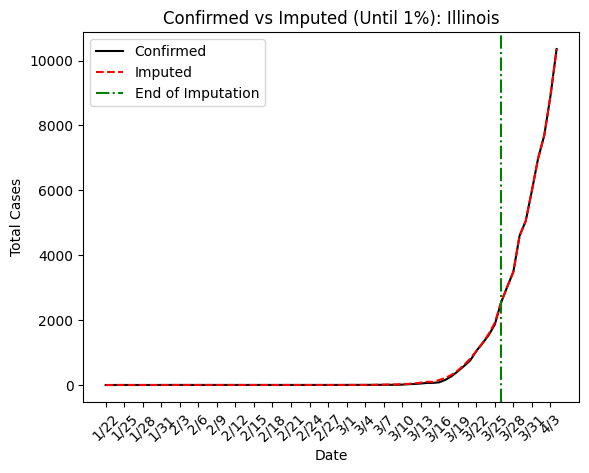 Confirmed vs Imputed (Until 1%): Illinois
Confirmed
Imputed
End of Imputation
Total Cases
10000
8000
6000
4000
2000
0
1/22 1/25 1/28 1/31 2/3 2/6 2/9 2/12 2/15 2/18 2/21 2/24 2/27 3/1 3/4 3/7 3/10 3/13 3/16 3/19 3/22 3/25 3/28 3/31 4/3
Date